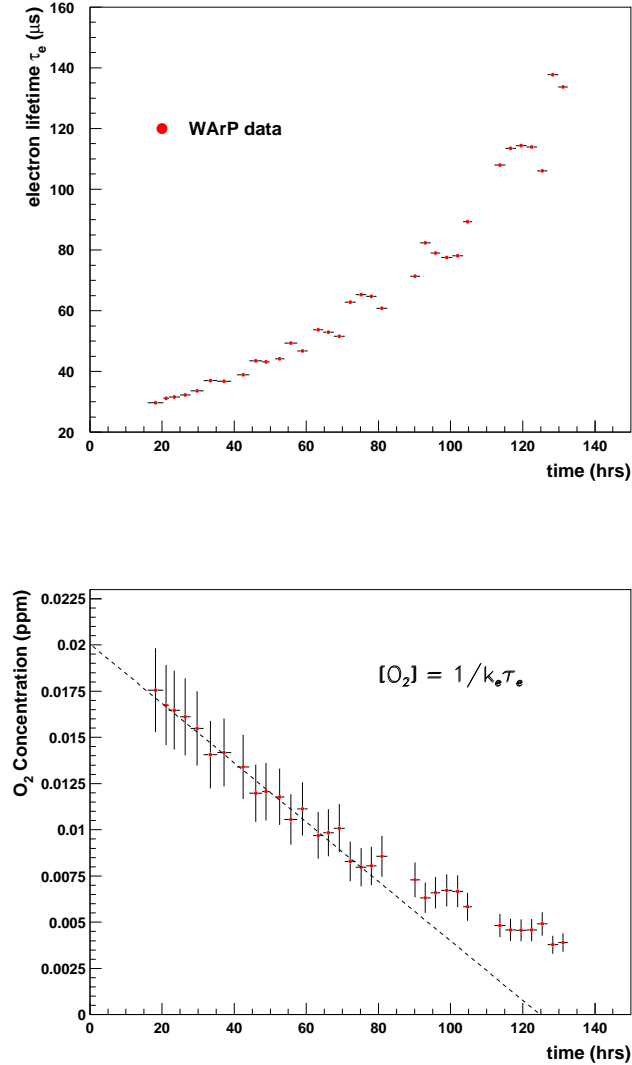 electron lifetime τe (μs)
160
140
120
100
80
60
40
20
WArP data
0 20 40 60 80 100 120 140
time (hrs)
O2 Concentration (ppm)
0.0225
0.02
0.0175
0.015
0.0125
0.01
0.0075
0.005
0.0025
0
[O2] = 1/keτe
0 20 40 60 80 100 120 140
time (hrs)